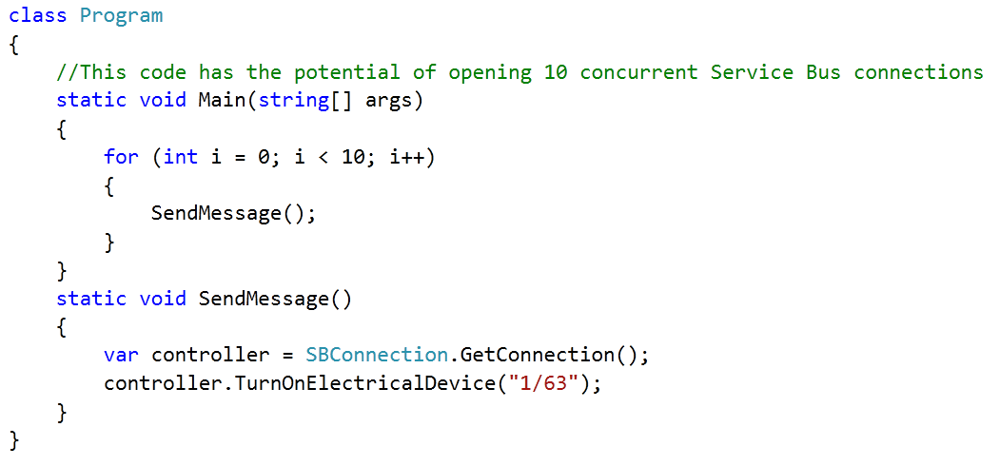 class Program
{
    //This code has the potential of opening 10 concurrent Service Bus connections
    static void Main(string[] args)
    {
        for (int i = 0; i < 10; i++)
        {
            SendMessage();
        }
    }
    static void SendMessage()
    {
        var controller = SBConnection.GetConnection();
        controller.TurnOnElectricalDevice("1/63");
    }
}